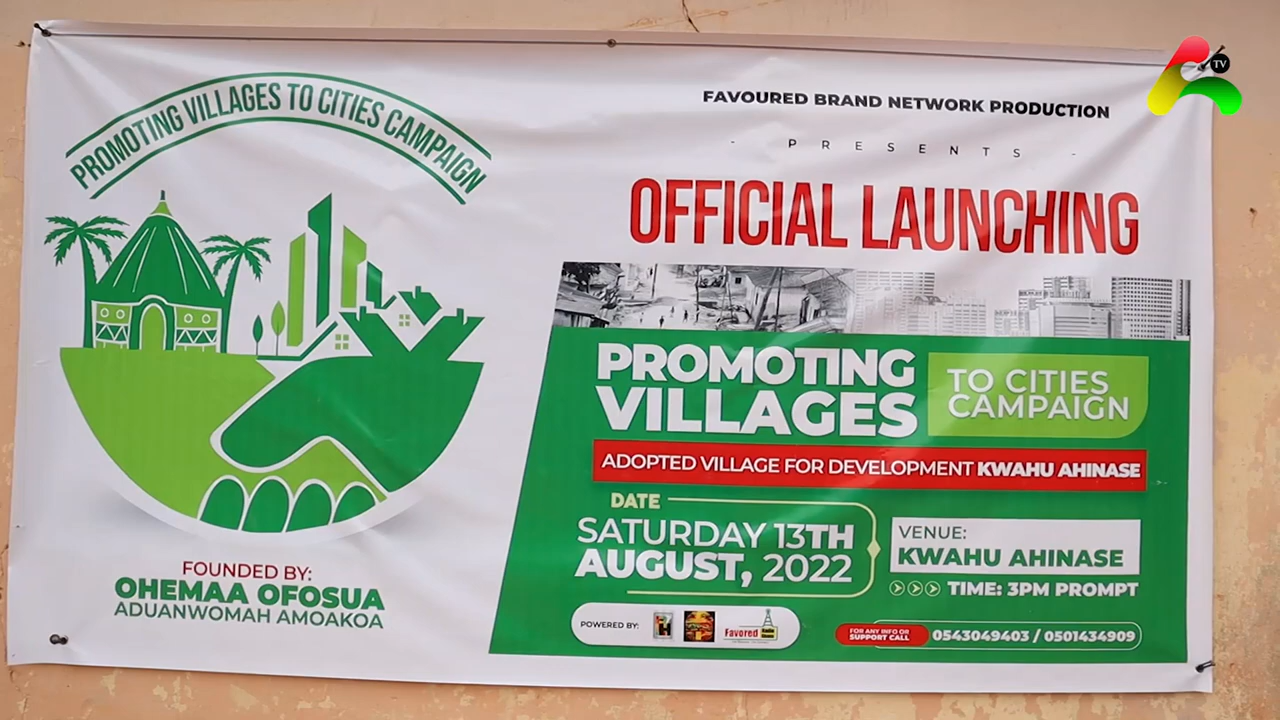 TV
PROMOTING VILLAGES TO CITIES CAMPAIGN
FOUNDED BY:
OHEMAA OFOSUA
ADUANWOMAH AMOAKOA
FAVOURED BRAND NETWORK PRODUCTION
- PRESENTS -
OFFICIAL LAUNCHING
PROMOTING
VILLAGES
TO CITIES
CAMPAIGN
ADOPTED VILLAGE FOR DEVELOPMENT KWAHU AHINASE
DATE
SATURDAY 13TH
AUGUST, 2022
VENUE:
KWAHU AHINASE
TIME: 3PM PROMPT
POWERED BY:
Favored
FOR ANY INFO OR
SUPPORT CALL
0543049403 / 0501434909